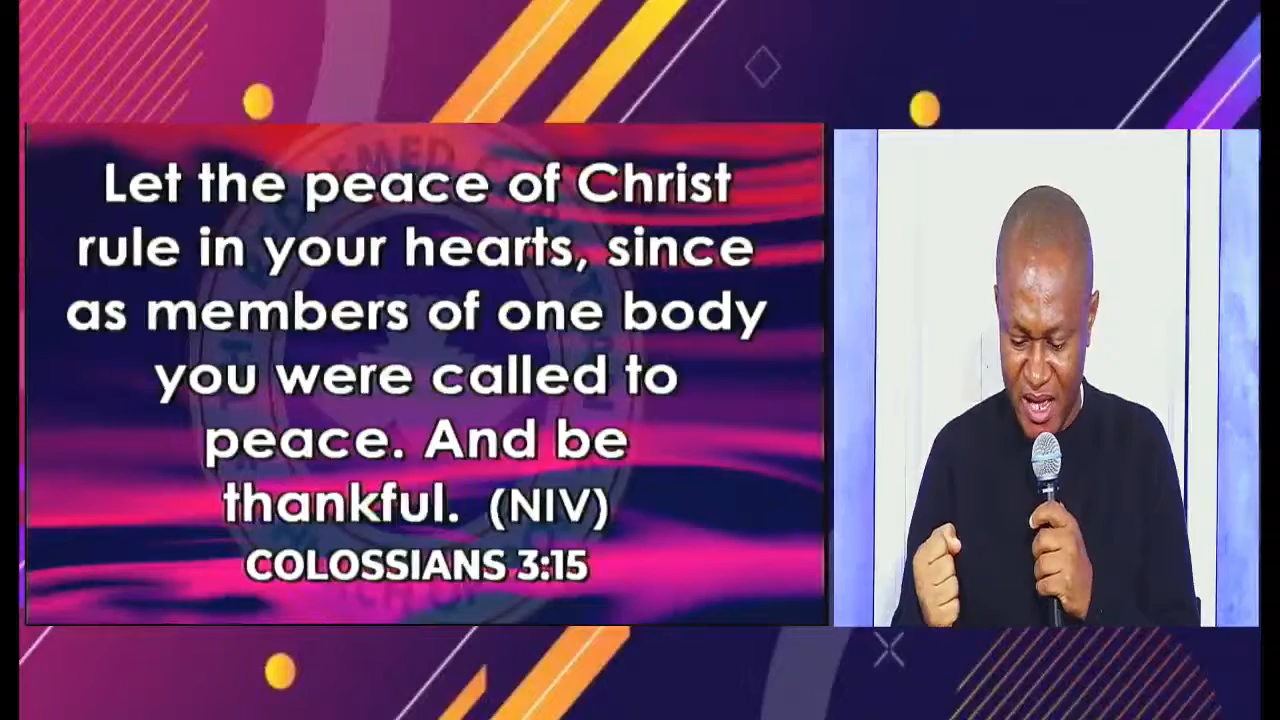 Let the peace of Christ
rule in your hearts, since
as members of one body
you were called to
peace. And be
thankful. (NIV)
COLOSSIANS 3:15